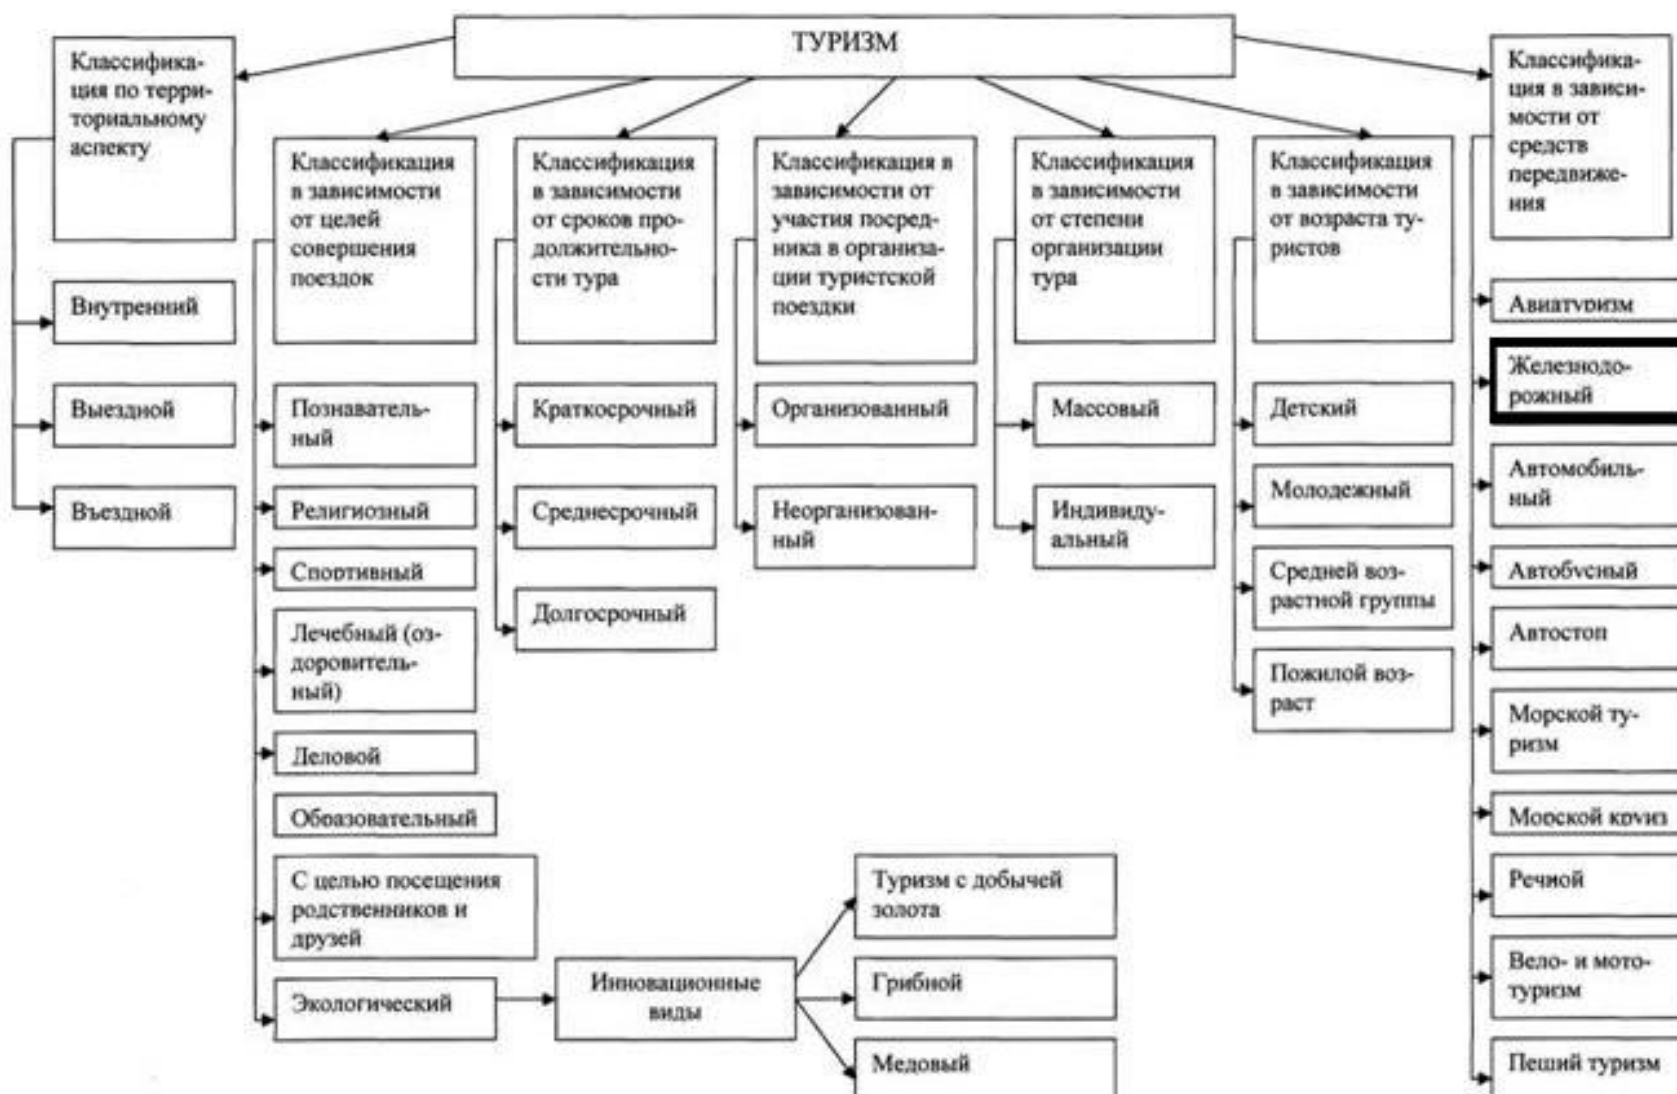 ТУРИЗМ
Классифика-
ция по терри-
ториальному
аспекту
Внутренний
Выездной
Въездной
Классификация
в зависимости
от целей
совершения
поездок
Познаватель-
ный
Религиозный
Спортивный
Лечебный (оз-
доровитель-
ный)
Деловой
Образовательный
С целью посещения
родственников и
друзей
Экологический
Инновационные
виды
Туризм с добычей
золота
Грибной
Медовый
Классификация
в зависимости
от сроков про-
должительно-
сти тура
Краткосрочный
Среднесрочный
Долгосрочный
Классификация в
зависимости от
участия посред-
ника в организа-
ции туристской
поездки
Организованный
Неорганизован-
ный
Классификация
в зависимости
от степени
организации
тура
Массовый
Индивиду-
альный
Классификация
в зависимости
от возраста ту-
ристов
Детский
Молодежный
Средней воз-
растной группы
Пожилой воз-
раст
Классифика-
ция в зависи-
мости от
средств
передвиже-
ния
Авиатуризм
Железнодо-
рожный
Автомобиль-
ный
Автобусный
Автостоп
Морской ту-
ризм
Морской круиз
Речной
Вело- и мото-
туризм
Пеший туризм